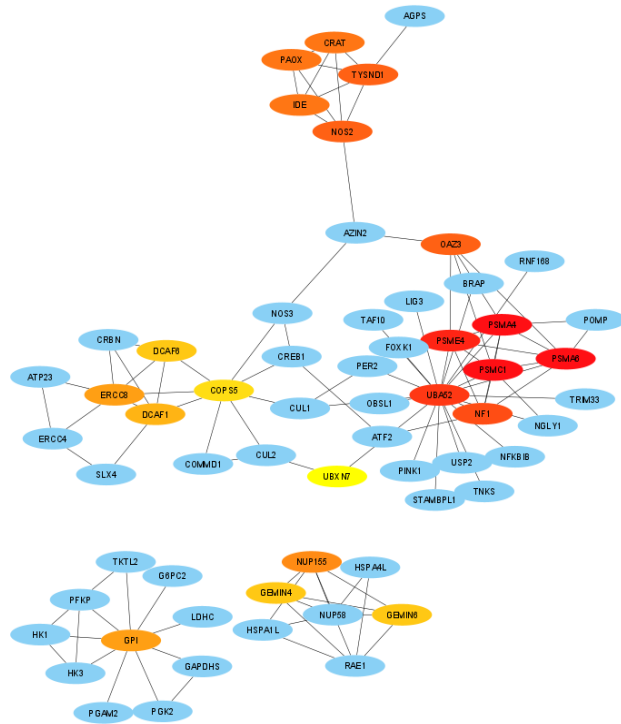 AGPS
CRAT
PAOX
TYSND1
IDE
NOS2
AZIN2
OAZ3
RNF168
BRAP
LIG3
NOS3
TAF10
PSMA4
POMP
CRBN
DCAF6
FOXK1
PSME4
PSMA6
CREB1
PER2
PSMC1
ATP23
ERCC8
COPS5
UBA52
TRIM33
DCAF1
CUL1
OBSL1
NF1
NGLY1
ERCC4
ATF2
COMMD1
CUL2
USP2
NFKBIB
SLX4
UBXN7
PINK1
TNKS
STAMBPL1
TKTL2
G6PC2
NUP155
HSPA4L
PFKP
GEMIN4
LDHC
NUP58
GEMIN6
HK1
GPI
HSPA1L
HK3
GAPDHS
RAE1
PGAM2
PGK2